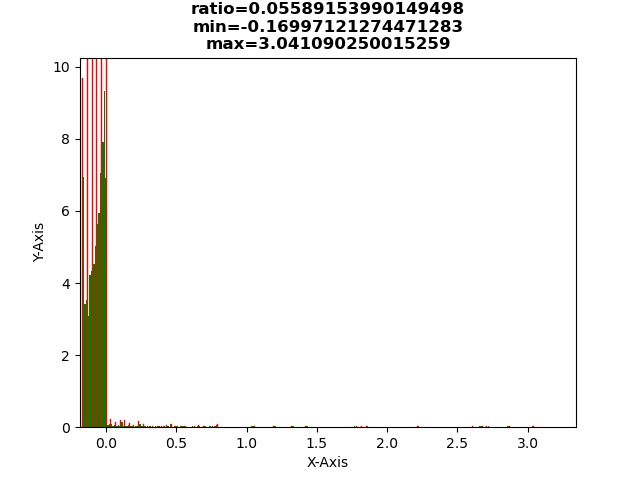 ratio=0.05589153990149498
min=-0.16997121274471283
max=3.041090250015259
10
8
6
4
2
0
Y-Axis
0.0 0.5 1.0 1.5 2.0 2.5 3.0
X-Axis